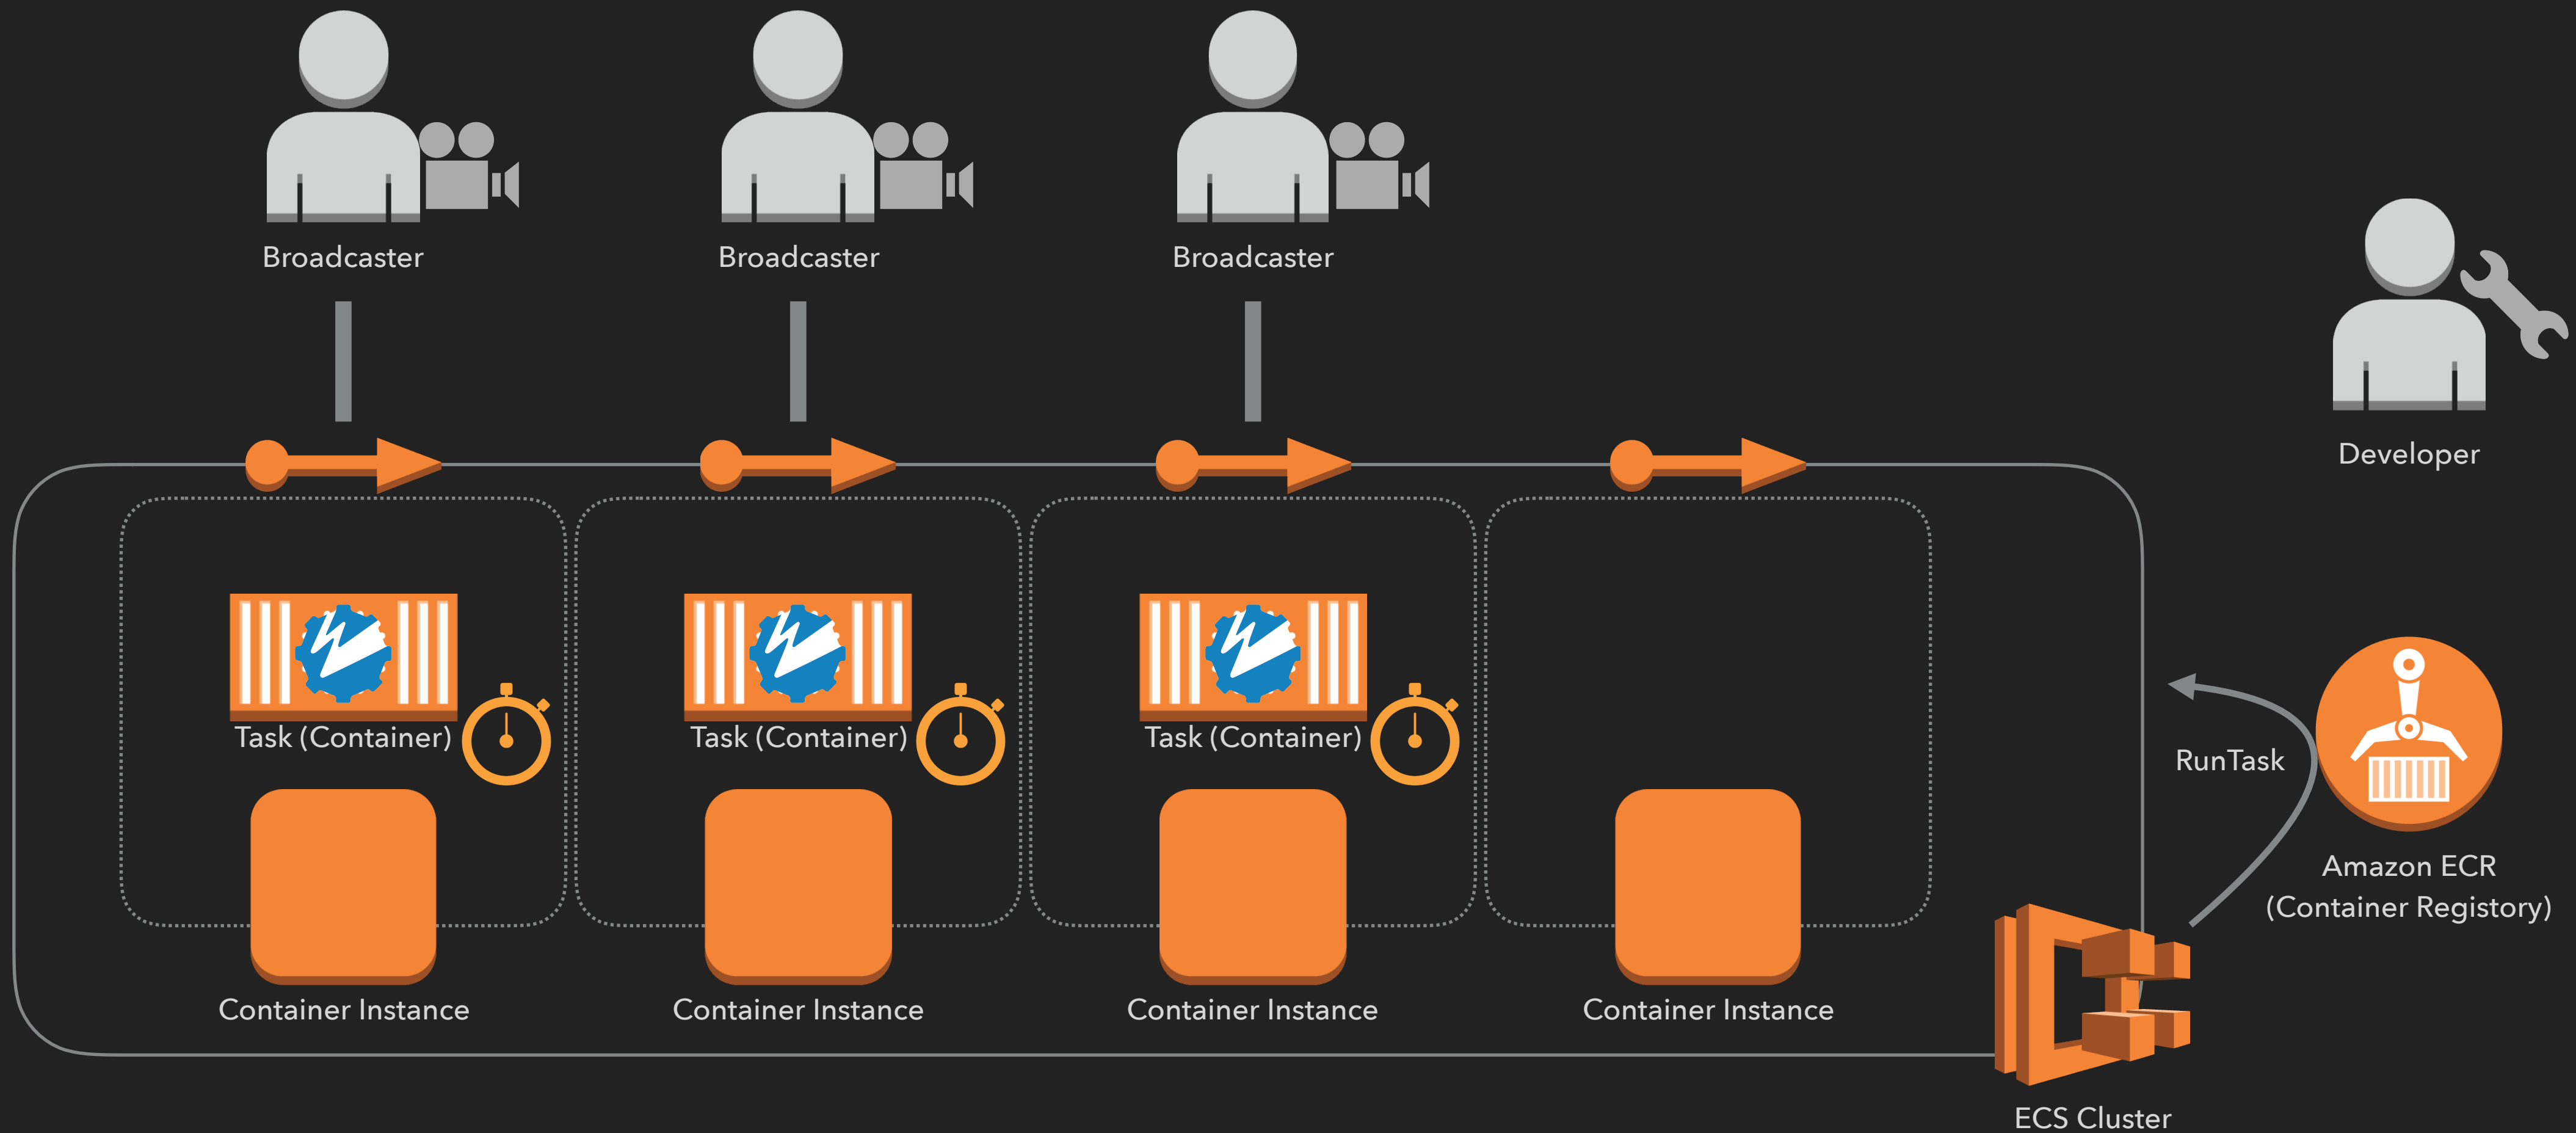 Broadcaster
Broadcaster
Broadcaster
Developer
Task (Container)
Task (Container)
Task (Container)
RunTask
Amazon ECR
(Container Registory)
Container Instance
Container Instance
Container Instance
Container Instance
ECS Cluster